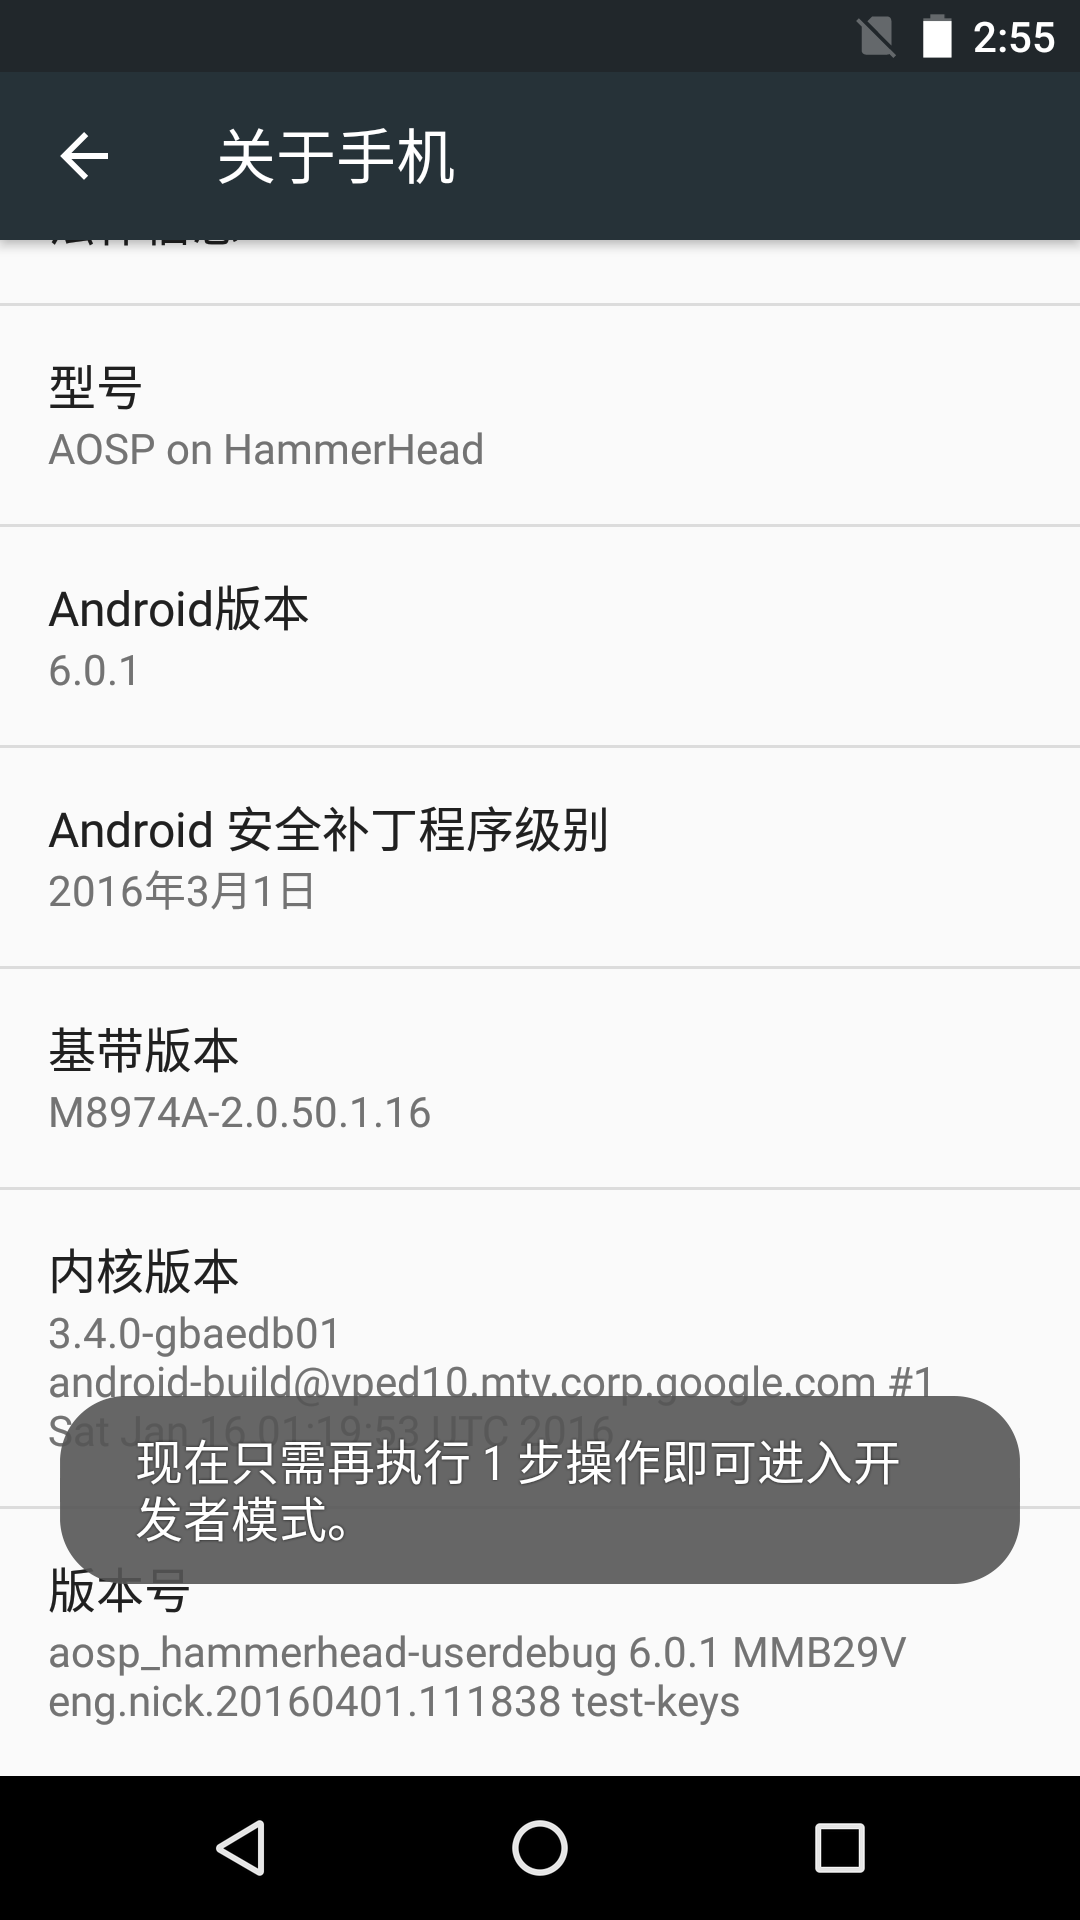 2:55
关于手机
型号
AOSP on HammerHead
Android版本
6.0.1
Android 安全补丁程序级别
2016年3月1日
基带版本
M8974A-2.0.50.1.16
内核版本
3.4.0-gbaedb01
android-build@vped10.mtv.corp.google.com #1
Sat Jan 16 01:19:53 UTC 2016
现在只需再执行 1 步操作即可进入开
发者模式。
版本号
aosp_hammerhead-userdebug 6.0.1 MMB29V
eng.nick.20160401.111838 test-keys